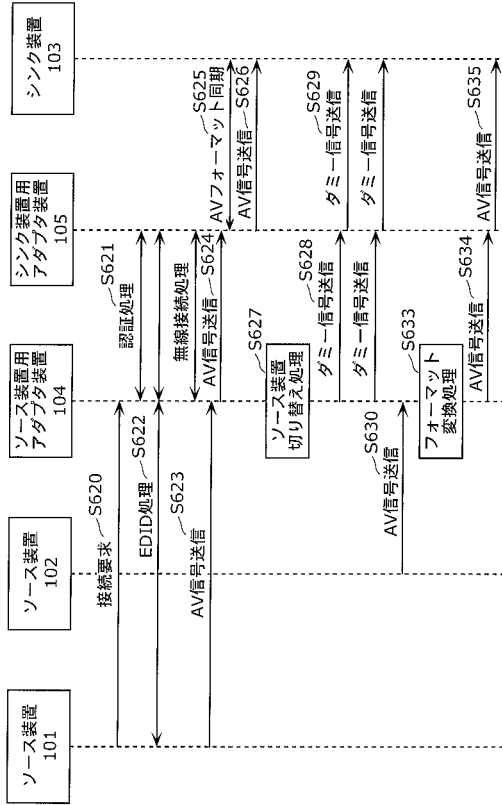 ソース装置
101
ソース装置
102
ソース装置用
アダプタ装置
104
シンク装置用
アダプタ装置
105
シンク装置
103
接続要求
S620
認証処理
S621
EDID処理
S622
無線接続処理
AV信号送信
S623
AV信号送信
S624
AVフォーマット同期
S625
AV信号送信
S626
ソース装置
切り替え処理
S627
ダミー信号送信
S628
ダミー信号送信
S629
ダミー信号送信
ダミー信号送信
AV信号送信
S630
フォーマット
変換処理
S633
AV信号送信
S634
AV信号送信
S635